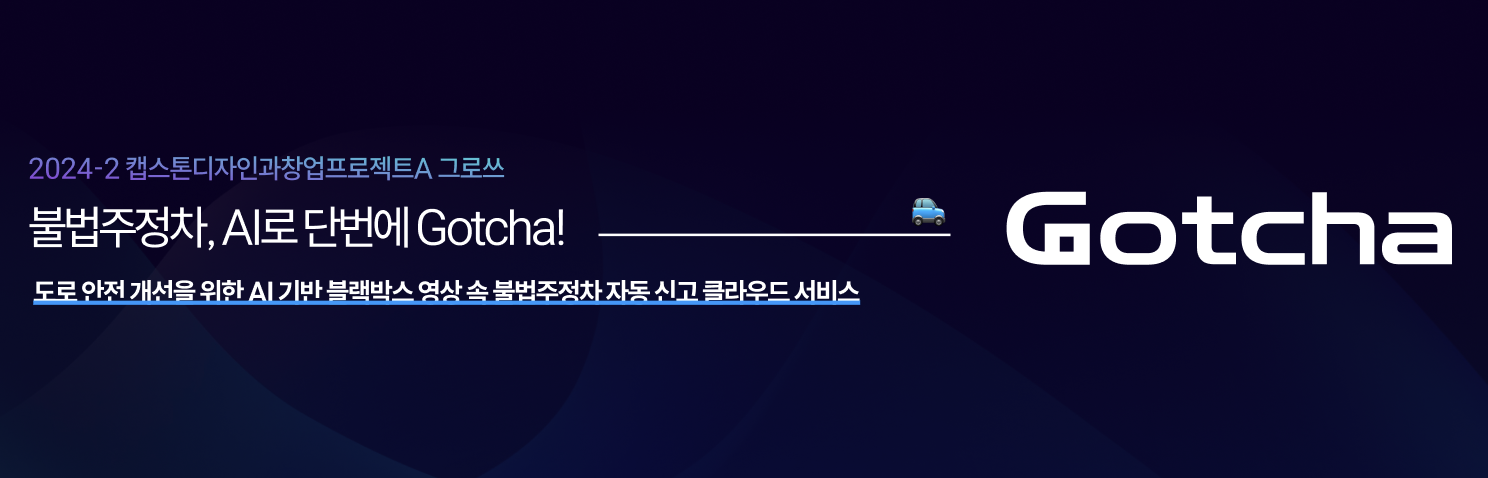 2024-2 캡스톤디자인과창업프로젝트A 그로쓰
불법주정차, AI로 단번에 Gotcha!
도로 안전 개선을 위한 AI 기반 블랙박스 영상 속 불법주정차 자동 신고 클라우드 서비스
Gotcha